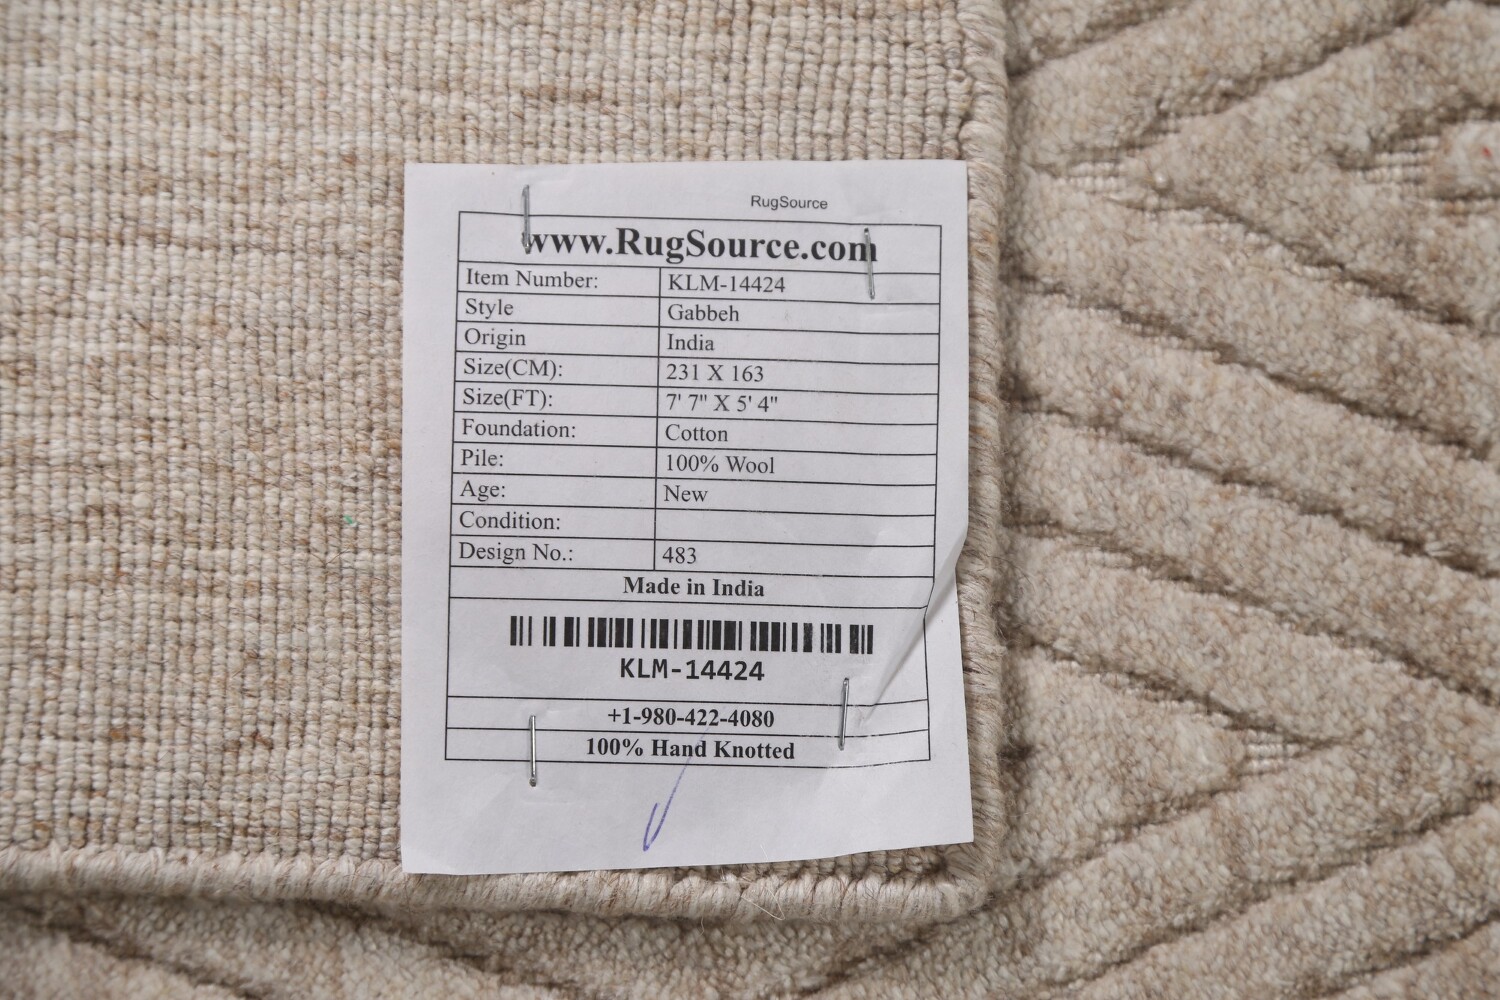 RugSource
www.RugSource.com
Item Number: KLM-14424
Style Gabbeh
Origin India
Size(CM): 231 X 163
Size(FT): 7' 7" X 5' 4"
Foundation: Cotton
Pile: 100% Wool
Age: New
Condition:
Design No.: 483
Made in India
KLM-14424
+1-980-422-4080
100% Hand Knotted